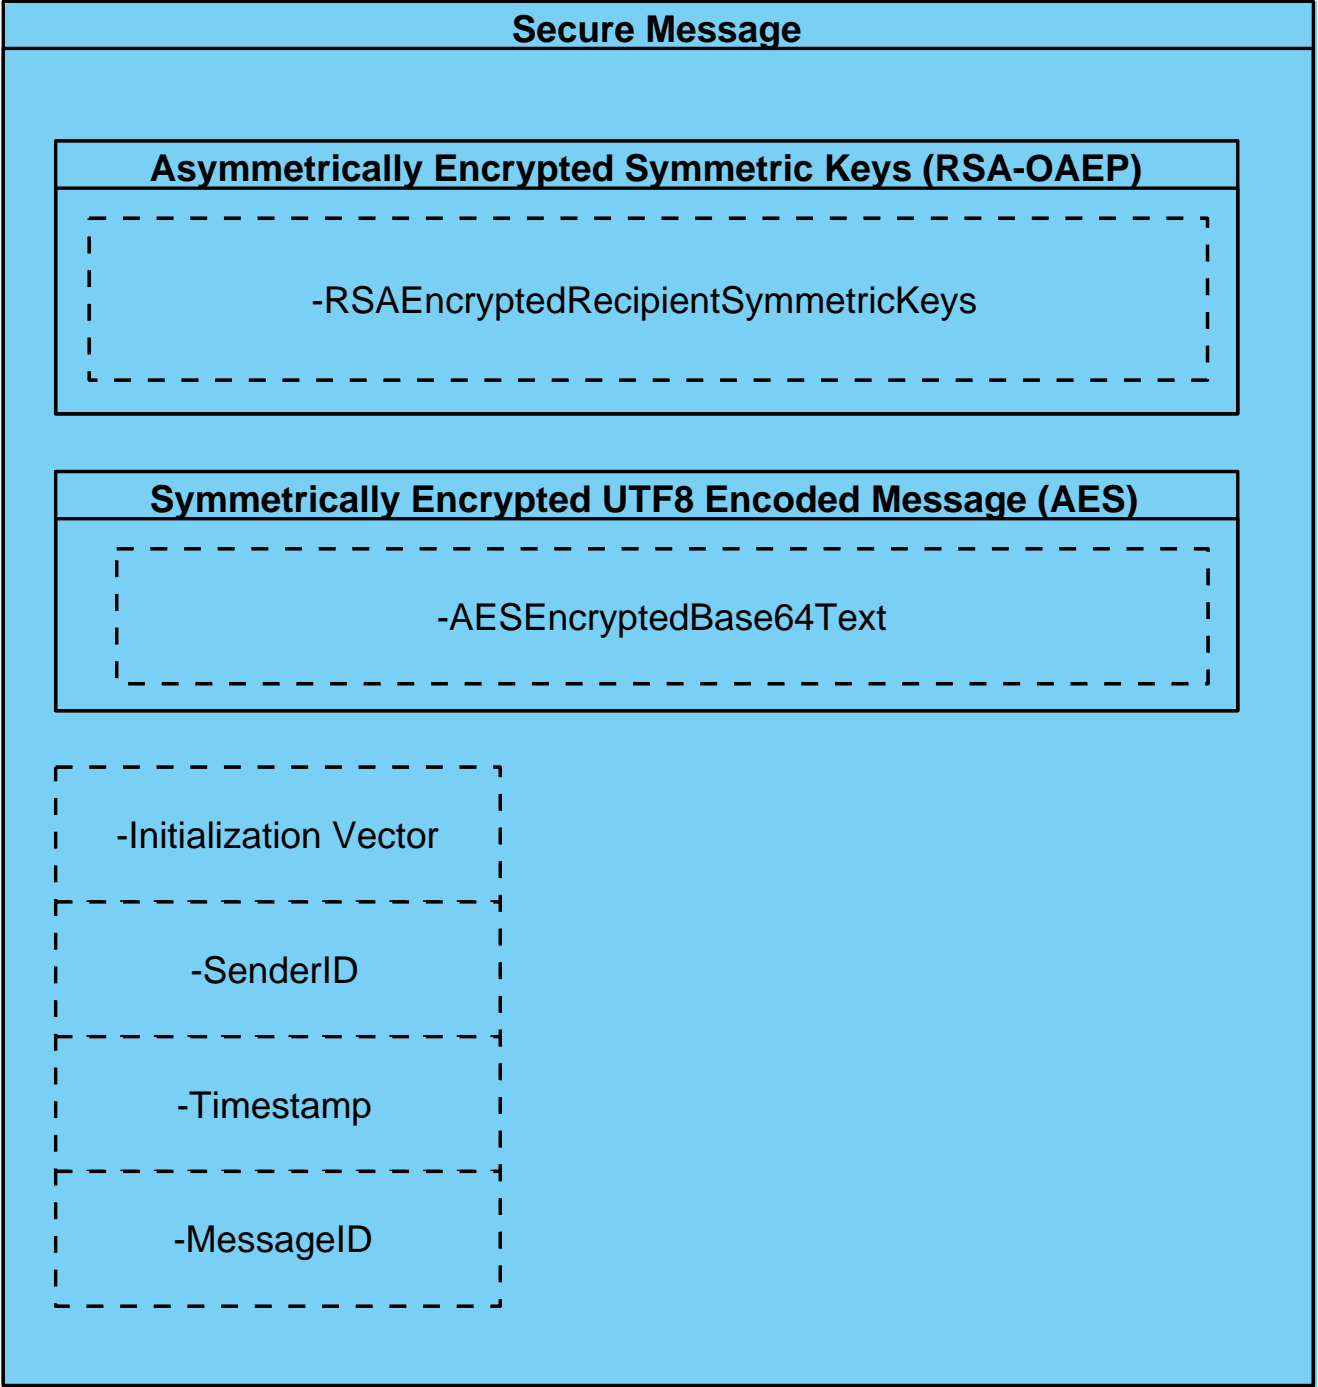 Secure Message
Asymmetrically Encrypted Symmetric Keys (RSA-OAEP)
-RSAEncryptedRecipientSymmetricKeys
Symmetrically Encrypted UTF8 Encoded Message (AES)
-AESEncryptedBase64Text
-Initialization Vector
-SenderID
-Timestamp
-MessageID